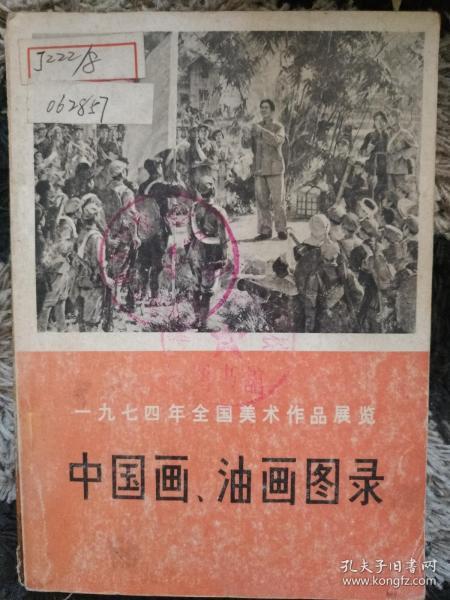 J222/8
062857
一九七四年全国美术作品展览
中国画、油画图录
孔夫子旧书网
www.kongfz.com